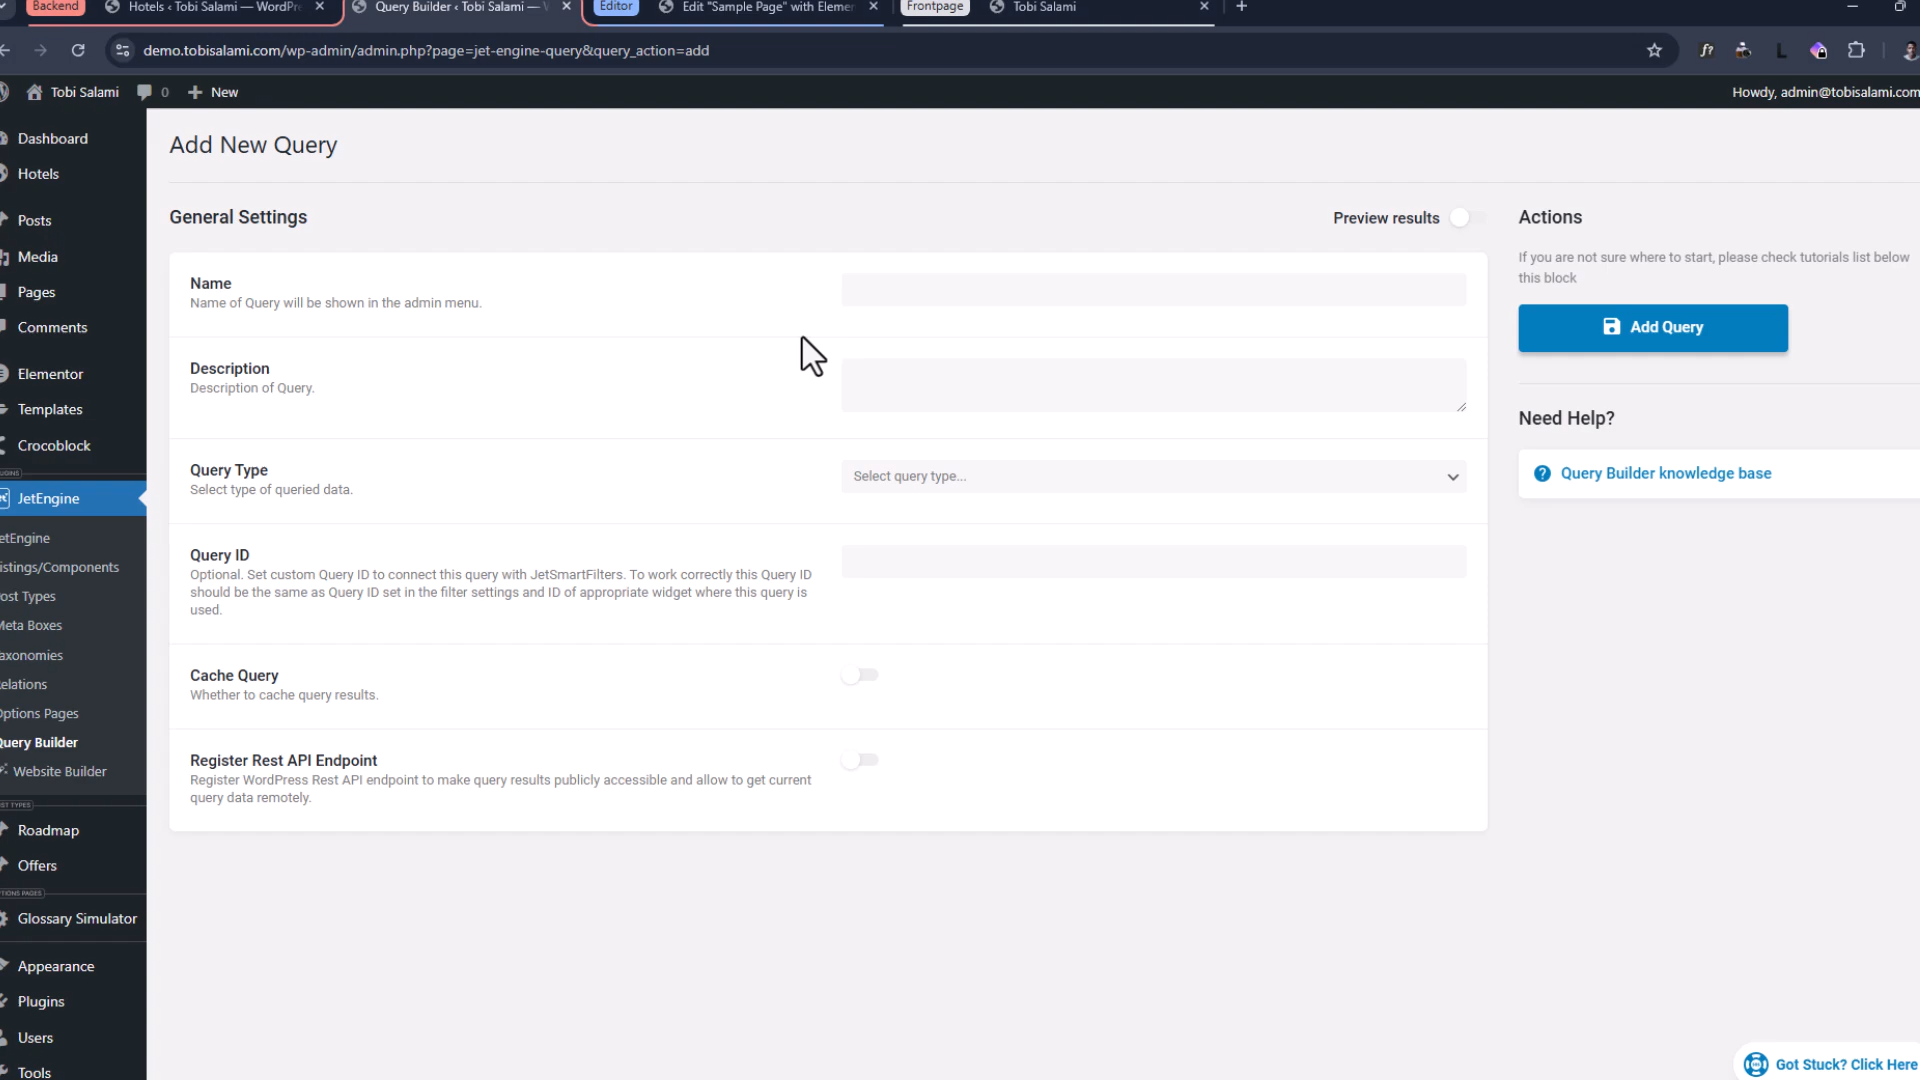 Backend
Hotels ‹ Tobi Salami — WordPre
Query Builder ‹ Tobi Salami —
Editor
Edit "Sample Page" with Elemen
Frontpage
Tobi Salami
demo.tobisalami.com/wp-admin/admin.php?page=jet-engine-query&query_action=add
Tobi Salami
0
New
Howdy, admin@tobisalami.com
Dashboard
Hotels
Posts
Media
Pages
Comments
Elementor
Templates
Crocoblock
JetEngine
etEngine
istings/Components
ost Types
Meta Boxes
axonomies
elations
Options Pages
Query Builder
Website Builder
ST TYPES
Roadmap
Offers
TIONS PAGES
Glossary Simulator
Appearance
Plugins
Users
Tools
Add New Query
General Settings
Preview results
Name
Name of Query will be shown in the admin menu.
Description
Description of Query.
Query Type
Select type of queried data.
Select query type...
Query ID
Optional. Set custom Query ID to connect this query with JetSmartFilters. To work correctly this Query ID
should be the same as Query ID set in the filter settings and ID of appropriate widget where this query is
used.
Cache Query
Whether to cache query results.
Register Rest API Endpoint
Register WordPress Rest API endpoint to make query results publicly accessible and allow to get current
query data remotely.
Actions
If you are not sure where to start, please check tutorials list below
this block
Add Query
Need Help?
Query Builder knowledge base
Got Stuck? Click Here